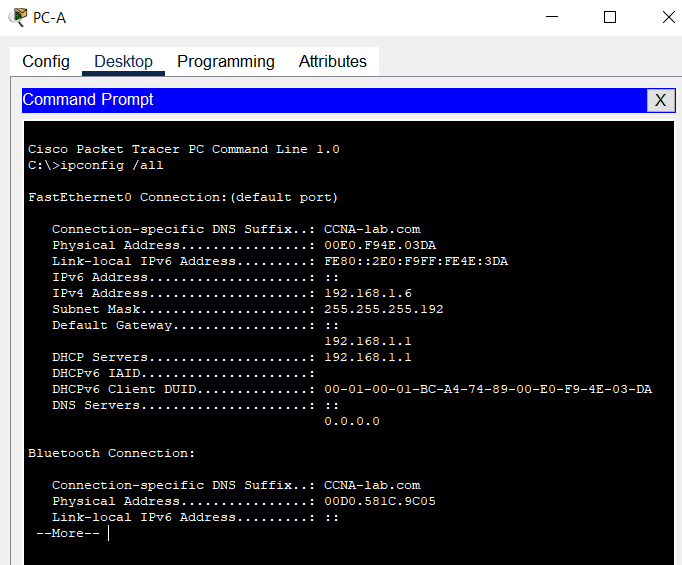 PC-A
Config Desktop Programming Attributes
Command Prompt X
Cisco Packet Tracer PC Command Line 1.0
C:\>ipconfig /all
FastEthernet0 Connection:(default port)
Connection-specific DNS Suffix..: CCNA-lab.com
Physical Address................: 00E0.F94E.03DA
Link-local IPv6 Address.........: FE80::2E0:F9FF:FE4E:3DA
IPv6 Address....................: ::
IPv4 Address....................: 192.168.1.6
Subnet Mask.....................: 255.255.255.192
Default Gateway.................: ::
192.168.1.1
DHCP Servers....................: 192.168.1.1
DHCPv6 IAID.....................:
DHCPv6 Client DUID..............: 00-01-00-01-BC-A4-74-89-00-E0-F9-4E-03-DA
DNS Servers.....................: ::
0.0.0.0
Bluetooth Connection:
Connection-specific DNS Suffix..: CCNA-lab.com
Physical Address................: 00D0.581C.9C05
Link-local IPv6 Address.........: ::
--More--